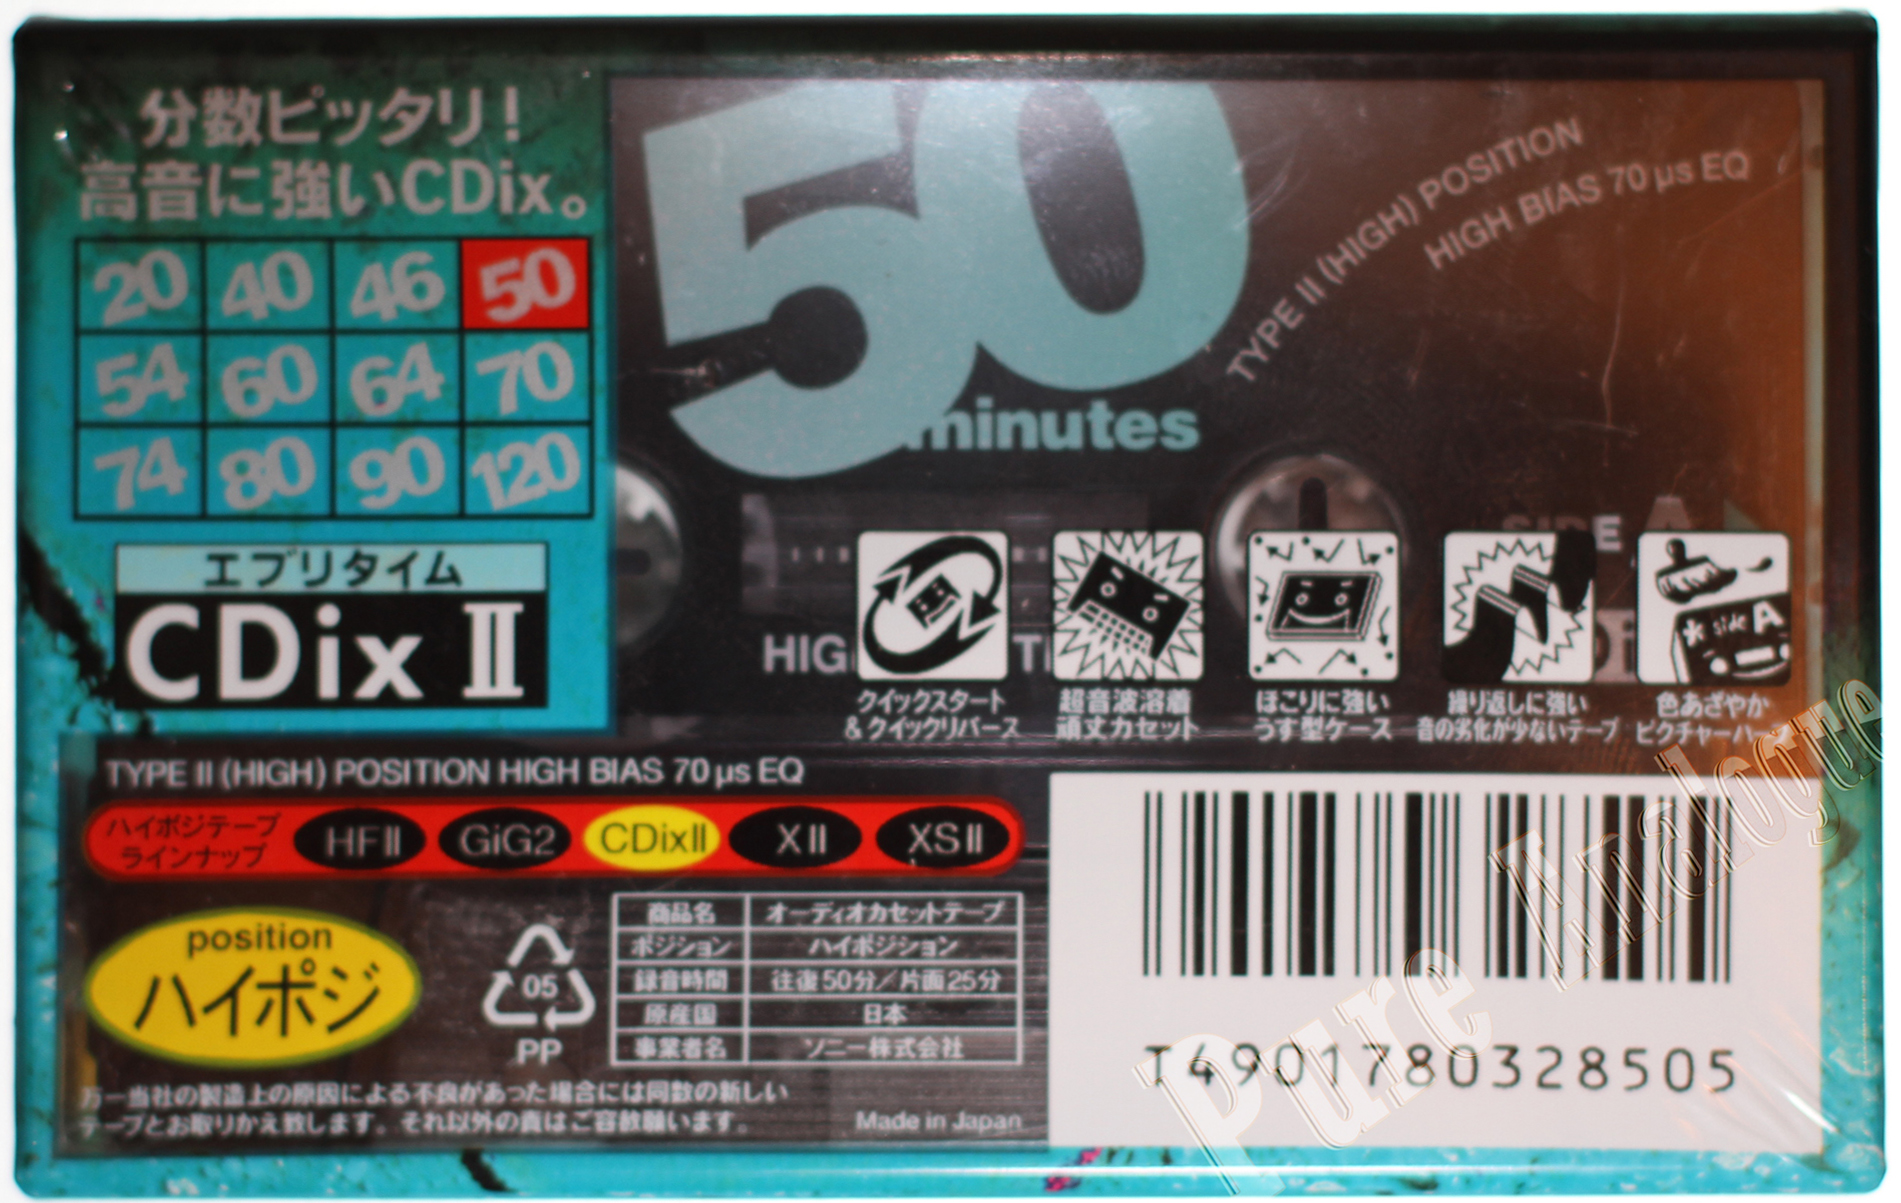 分数ピッタリ!
高音に強いCDix。
20 40 46 50
54 60 64 70
74 80 90 120
エブリタイム
CDix II
50
minutes
TYPE II (HIGH) POSITION
HIGH BIAS 70 μs EQ
SIDE A
HIG
クイックスタート
&クイックリバース
超音波溶着
頑丈カセット
ほこりに強い
うす型ケース
繰り返しに強い
音の劣化が少ないテープ
side A
色あざやか
ピクチャーハーフ
TYPE II (HIGH) POSITION HIGH BIAS 70 μs EQ
ハイポジテープ
ラインナップ
HFII GiG2 CDixII XII XSII
position
ハイポジ
05
PP
商品名 オーディオカセットテープ
ポジション ハイポジション
録音時間 往復50分/片面25分
原産国 日本
事業者名 ソニー株式会社
万一当社の製造上の原因による不良があった場合には同数の新しい
テープとお取りかえ致します。それ以外の責はご容赦願います。
Made in Japan
T4901780328505
Pure Analogue